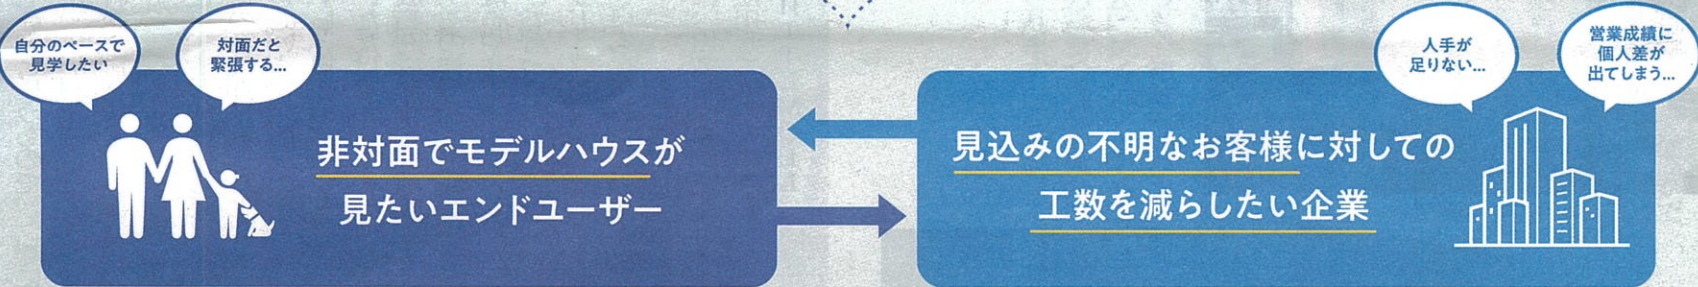 自分のペースで
見学したい
対面だと
緊張する...
非対面でモデルハウスが
見たいエンドユーザー
人手が
足りない...
営業成績に
個人差が
出てしまう...
見込みの不明なお客様に対しての
工数を減らしたい企業